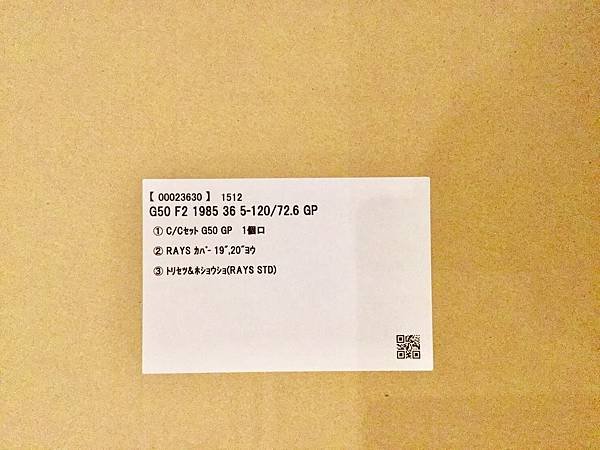 【 00023630 】 1512
G50 F2 1985 36 5-120/72.6 GP
① C/Cｾｯﾄ G50 GP 1個口
② RAYS ｶﾊﾞｰ 19",20"ﾖｳ
③ ﾄﾘｾﾂ&ﾎｼｮｳｼｮ(RAYS STD)